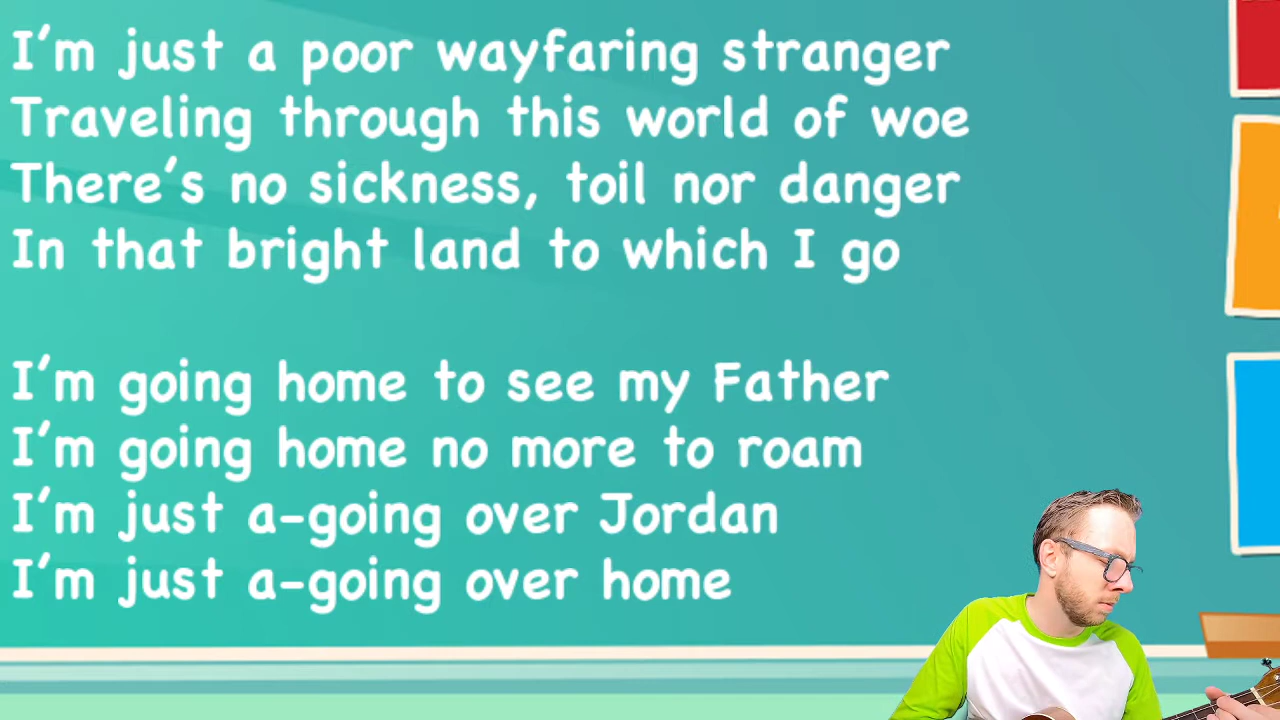 I'm just a poor wayfaring stranger
Traveling through this world of woe
There's no sickness, toil nor danger
In that bright land to which I go
I'm going home to see my Father
I'm going home no more to roam
I'm just a-going over Jordan
I'm just a-going over home